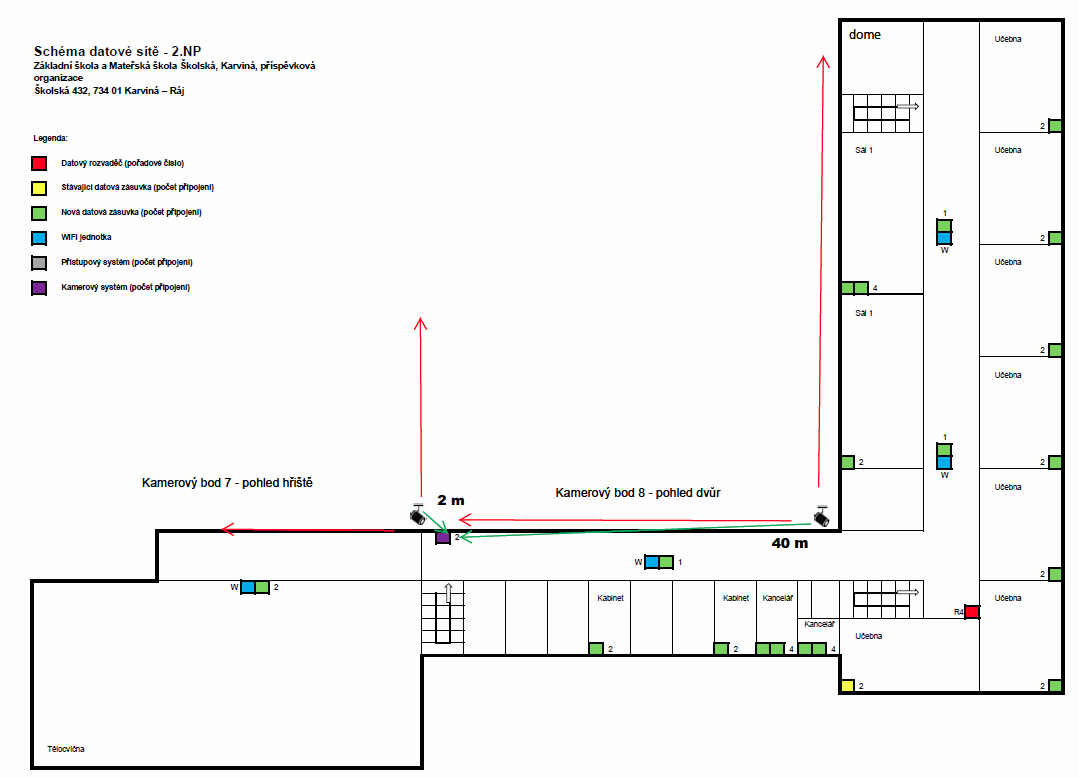 Schéma datové sítě - 2.NP
Základní škola a Mateřská škola Školská, Karviná, příspěvková
organizace
Školská 432, 734 01 Karviná – Ráj
Legenda:
Datový rozvaděč (pořadové číslo)
Stávající datová zásuvka (počet připojení)
Nová datová zásuvka (počet připojení)
WIFI jednotka
Přístupový systém (počet připojení)
Kamerový systém (počet připojení)
dome
Učebna
2
Sál 1
Učebna
1
W
2
Učebna
4
Sál 1
2
Učebna
1
W
2
2
Učebna
Kamerový bod 7 - pohled hřiště
2 m
Kamerový bod 8 - pohled dvůr
2
40 m
W
1
2
W
2
Kabinet
Kabinet
Kancelář
Učebna
R4
Kancelář
Učebna
2
2
4
4
2
2
Tělocvična